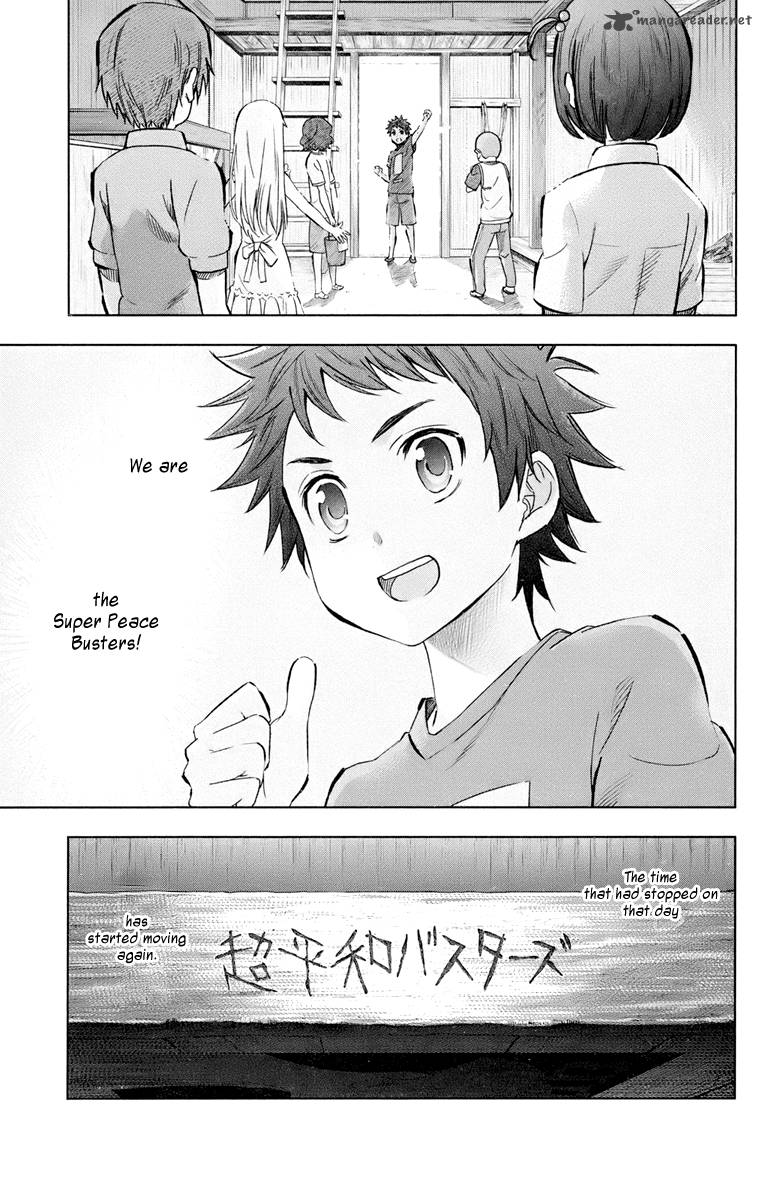 mangareader.net
We are
the
Super Peace
Busters!
The time
that had stopped on
that day
has
started moving
again.
超平和バスターズ